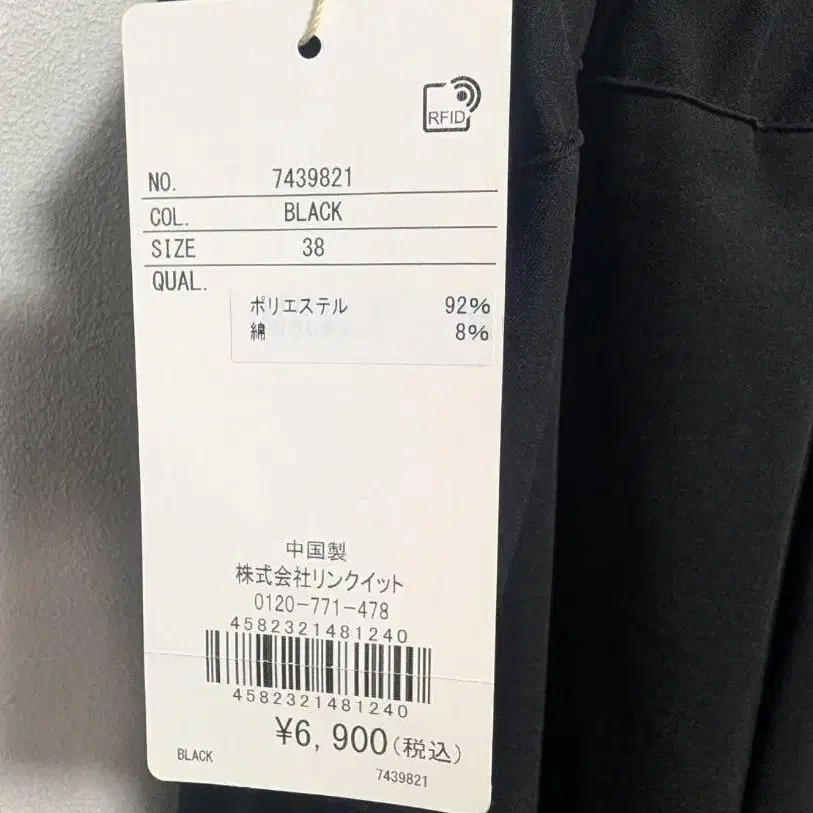 RFID
NO. 7439821
COL. BLACK
SIZE 38
QUAL.
ポリエステル 92%
綿 8%
中国製
株式会社リンクイット
0120-771-478
4582321481240
4582321481240
¥6,900(税込)
BLACK 7439821